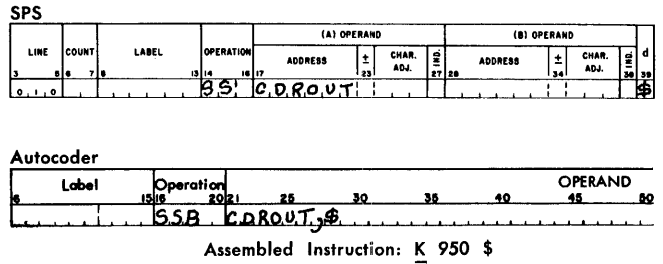 SPS
(A) OPERAND (B) OPERAND d
LINE COUNT LABEL OPERATION ADDRESS ± CHAR. ADJ. IND. ADDRESS ± CHAR. ADJ. IND.
3 5 6 7 8 13 14 16 17 23 27 28 34 38 39
0 1 0 SS CDROUT $
Autocoder
Label Operation OPERAND
6 15 16 20 21 25 30 35 40 45 50
SSB CDROUT,$
Assembled Instruction: K 950 $